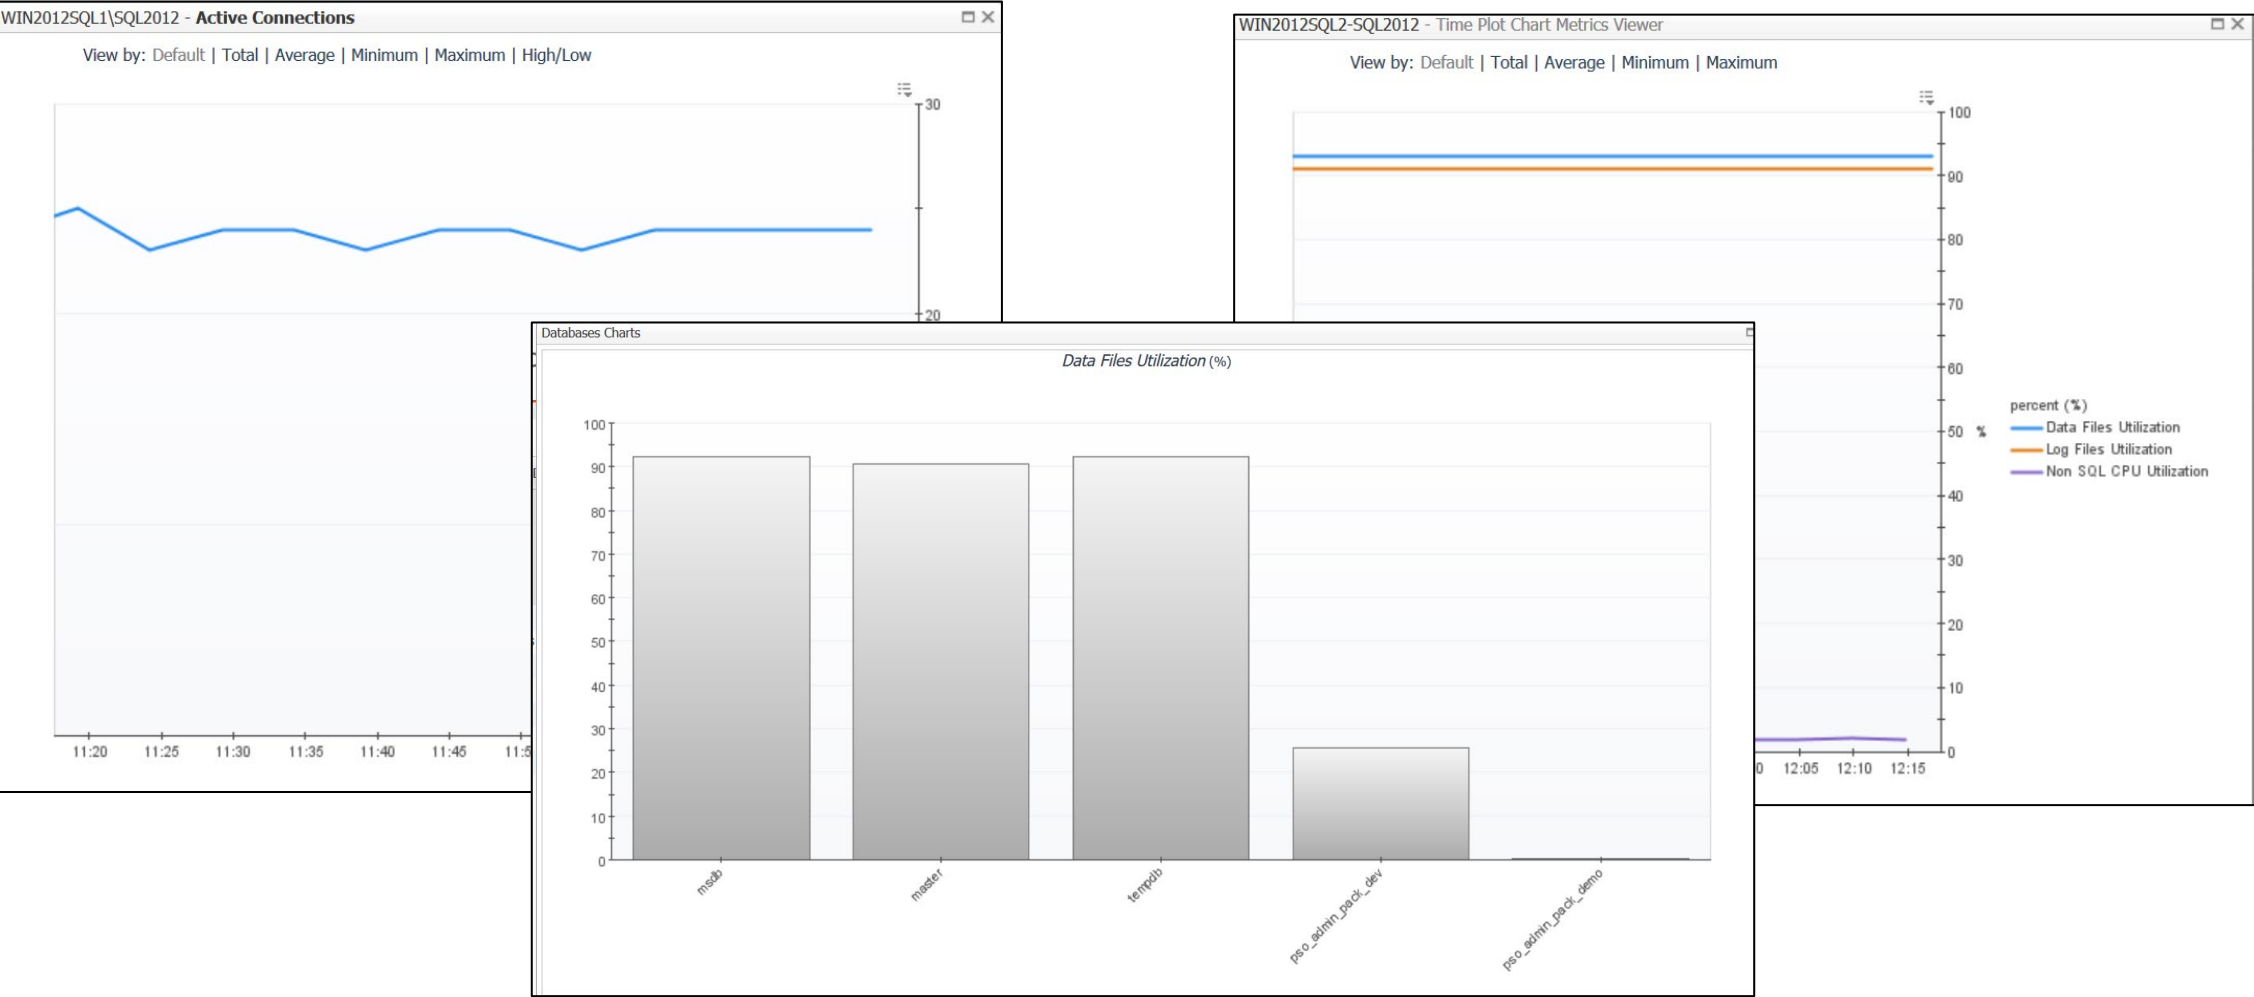 WIN2012SQL1\SQL2012 - Active Connections
View by: Default | Total | Average | Minimum | Maximum | High/Low
30
20
11:20 11:25 11:30 11:35 11:40 11:45 11:5
WIN2012SQL2-SQL2012 - Time Plot Chart Metrics Viewer
View by: Default | Total | Average | Minimum | Maximum
100
90
80
70
60
50 %
40
30
20
10
0
percent (%)
Data Files Utilization
Log Files Utilization
Non SQL CPU Utilization
0 12:05 12:10 12:15
Databases Charts
Data Files Utilization (%)
100
90
80
70
60
50
40
30
20
10
0
msdb
master
tempdb
pso_admin_pack_dev
pso_admin_pack_demo